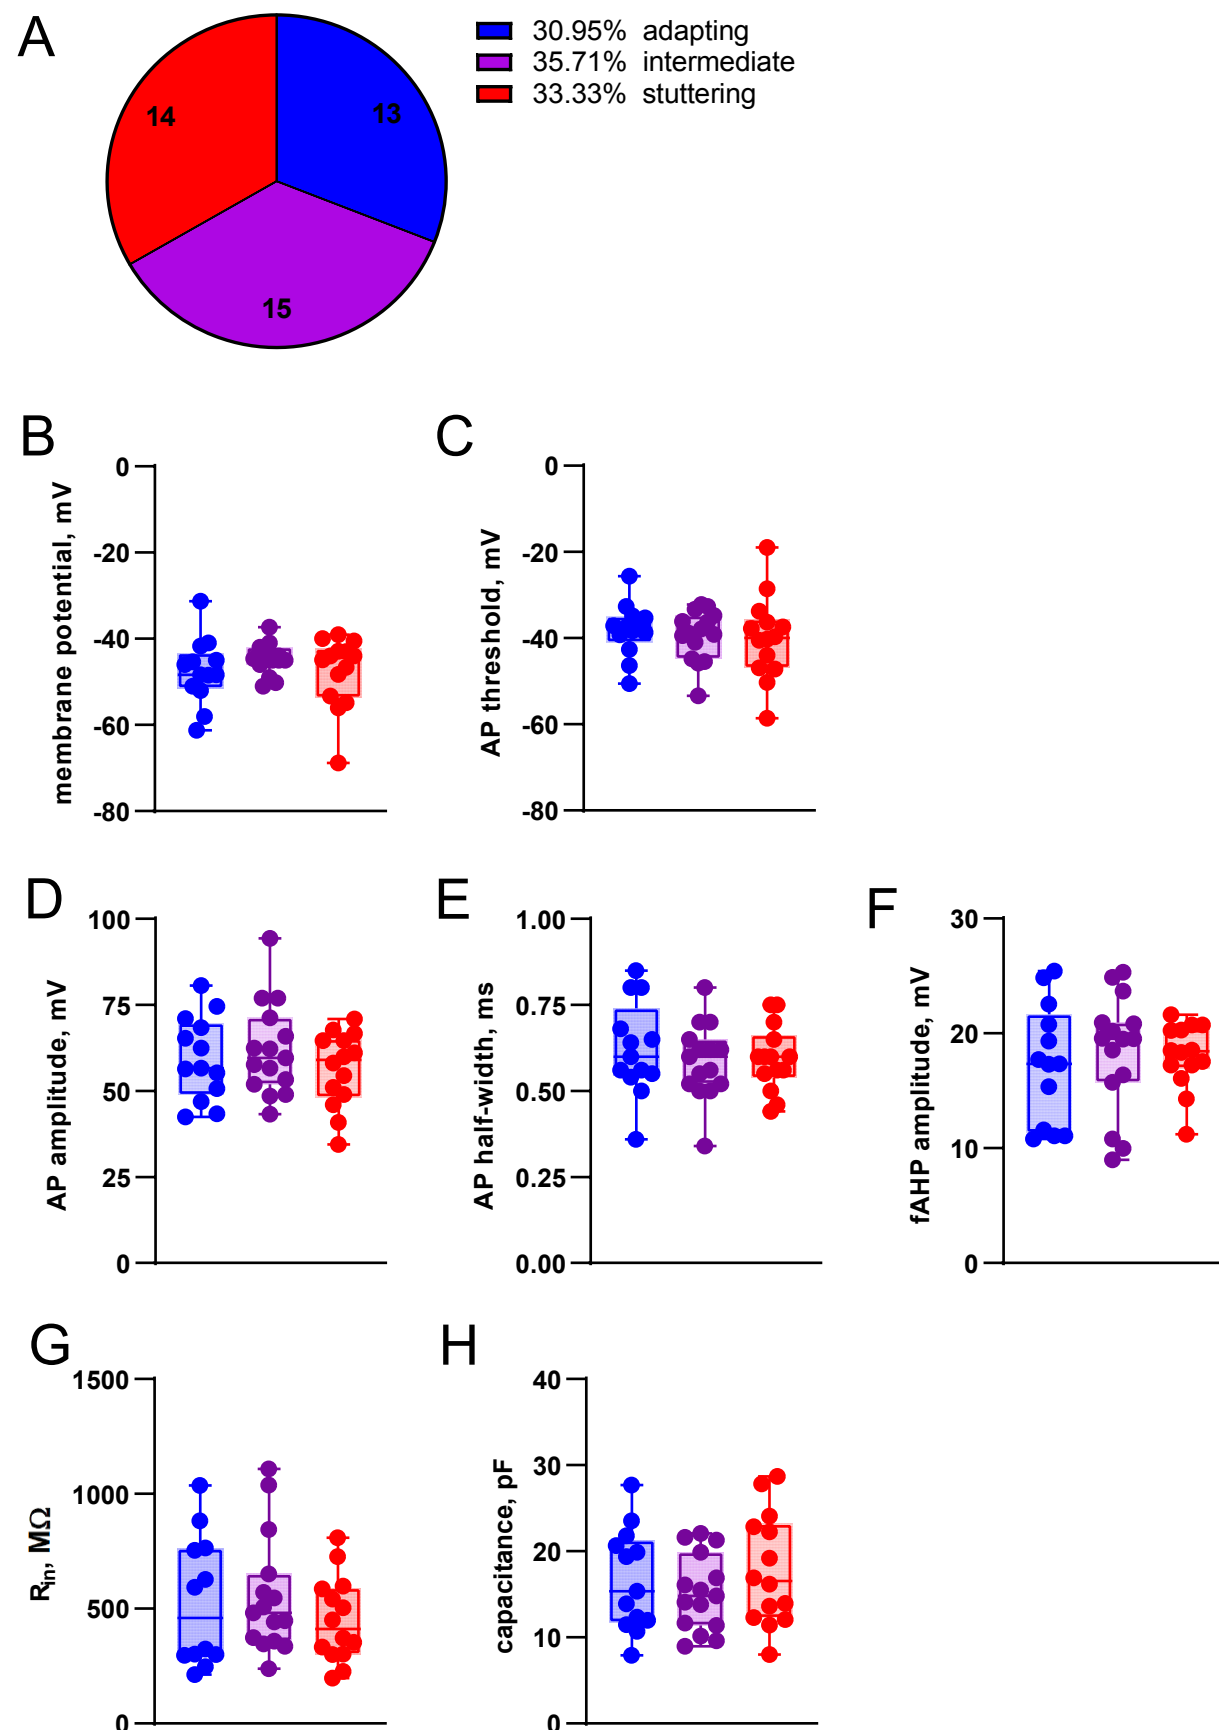 A
30.95% adapting
35.71% intermediate
33.33% stuttering
14
13
15
B
C
0
-20
-40
-60
-80
membrane potential, mV
0
-20
-40
-60
-80
AP threshold, mV
D
E
F
100
75
50
25
0
AP amplitude, mV
1.00
0.75
0.50
0.25
0.00
AP half-width, ms
30
20
10
0
fAHP amplitude, mV
G
H
1500
1000
500
0
Rin, MΩ
40
30
20
10
0
capacitance, pF